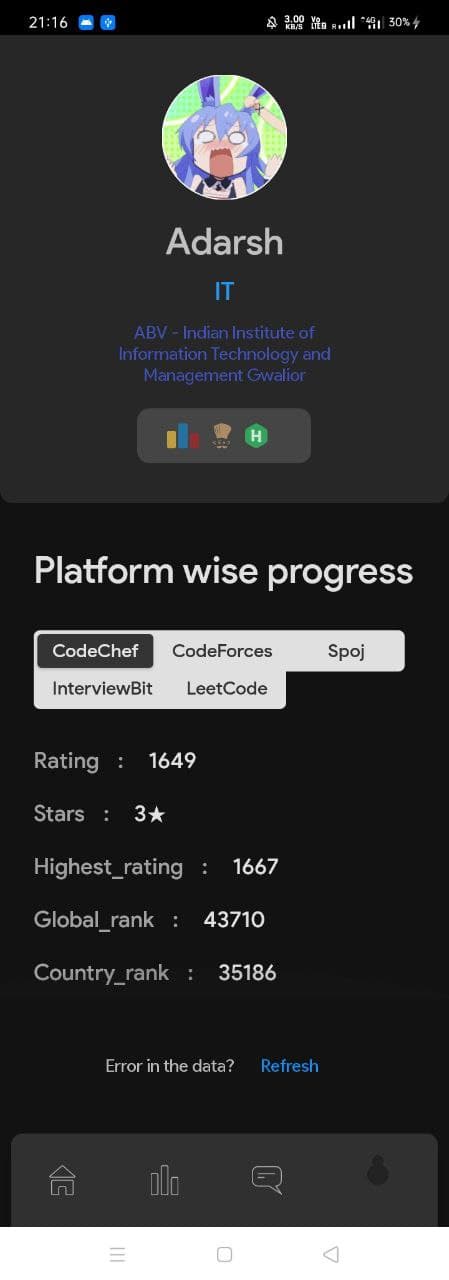 21:16
3.00
KB/S
Vo
LTE
R
4G
30%
Adarsh
IT
ABV - Indian Institute of
Information Technology and
Management Gwalior
H
Platform wise progress
CodeChef CodeForces Spoj
InterviewBit LeetCode
Rating : 1649
Stars : 3★
Highest_rating : 1667
Global_rank : 43710
Country_rank : 35186
Error in the data? Refresh